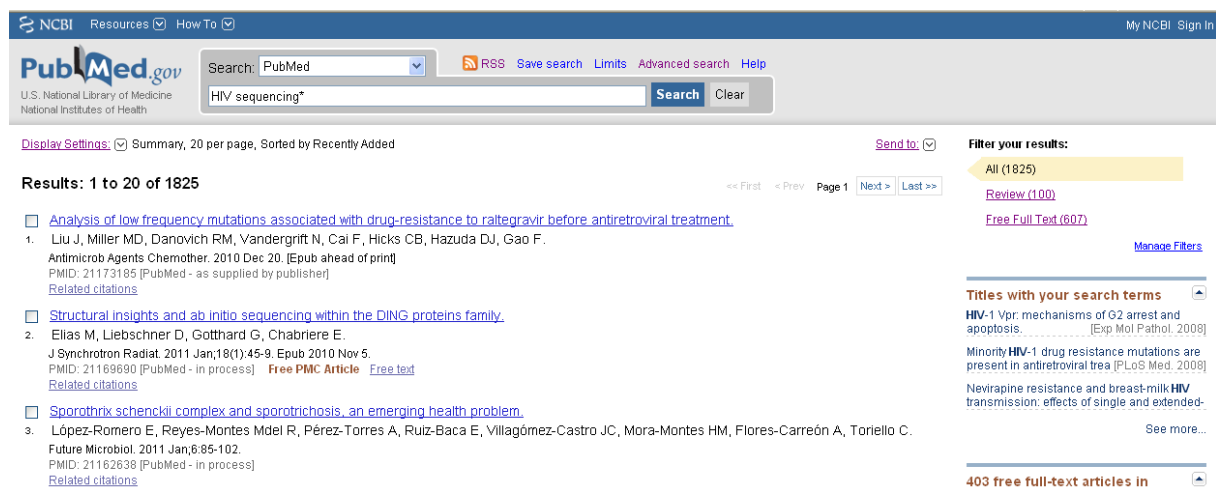 NCBI Resources How To My NCBI Sign In
PubMed.gov
U.S. National Library of Medicine
National Institutes of Health
Search: PubMed
RSS Save search Limits Advanced search Help
HIV sequencing*
Search Clear
Display Settings: Summary, 20 per page, Sorted by Recently Added
Send to:
Results: 1 to 20 of 1825
<< First < Prev Page 1 Next > Last >>
Analysis of low frequency mutations associated with drug-resistance to raltegravir before antiretroviral treatment.
1. Liu J, Miller MD, Danovich RM, Vandergrift N, Cai F, Hicks CB, Hazuda DJ, Gao F.
Antimicrob Agents Chemother. 2010 Dec 20. [Epub ahead of print]
PMID: 21173185 [PubMed - as supplied by publisher]
Related citations
Structural insights and ab initio sequencing within the DING proteins family.
2. Elias M, Liebschner D, Gotthard G, Chabriere E.
J Synchrotron Radiat. 2011 Jan;18(1):45-9. Epub 2010 Nov 5.
PMID: 21169690 [PubMed - in process] Free PMC Article Free text
Related citations
Sporothrix schenckii complex and sporotrichosis, an emerging health problem.
3. López-Romero E, Reyes-Montes Mdel R, Pérez-Torres A, Ruiz-Baca E, Villagómez-Castro JC, Mora-Montes HM, Flores-Carreón A, Toriello C.
Future Microbiol. 2011 Jan;6:85-102.
PMID: 21162638 [PubMed - in process]
Related citations
Filter your results:
All (1825)
Review (100)
Free Full Text (607)
Manage Filters
Titles with your search terms
HIV-1 Vpr: mechanisms of G2 arrest and
apoptosis. [Exp Mol Pathol. 2008]
Minority HIV-1 drug resistance mutations are
present in antiretroviral trea [PLoS Med. 2008]
Nevirapine resistance and breast-milk HIV
transmission: effects of single and extended-
See more...
403 free full-text articles in